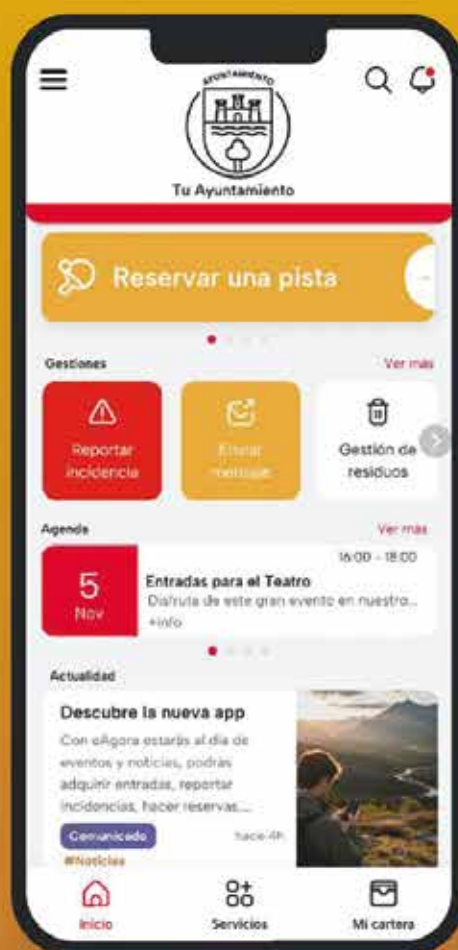 AYUNTAMIENTO
Tu Ayuntamiento
Reservar una pista
Gestiones
Ver más
Reportar
incidencia
Enviar
mensaje
Gestión de
residuos
Agenda
Ver más
16:00 - 18:00
5
Nov
Entradas para el Teatro
Disfruta de este gran evento en nuestro...
+info
Actualidad
Descubre la nueva app
Con eAgora estarás al día de
eventos y noticias, podrás
adquirir entradas, reportar
incidencias, hacer reservas....
Comunicado
hace 4h
#Noticias
Inicio
Servicios
Mi cartera